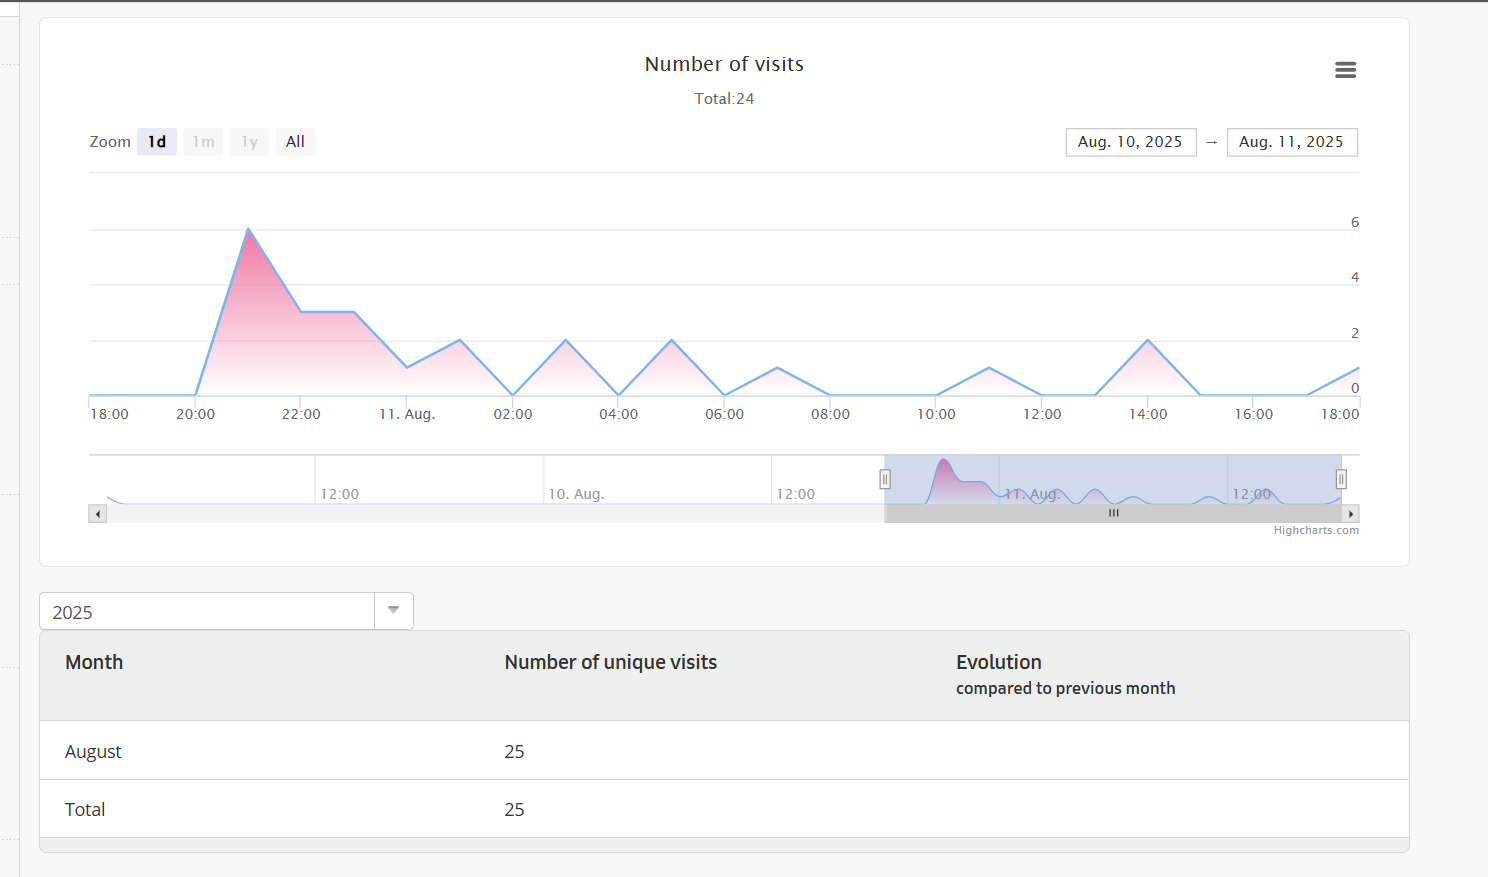 Number of visits
Total:24
Zoom 1d 1m 1y All
Aug. 10, 2025 → Aug. 11, 2025
6
4
2
0
18:00 20:00 22:00 11. Aug. 02:00 04:00 06:00 08:00 10:00 12:00 14:00 16:00 18:00
12:00 10. Aug. 12:00 11. Aug. 12:00
Highcharts.com
2025
Month Number of unique visits Evolution
compared to previous month
August 25
Total 25